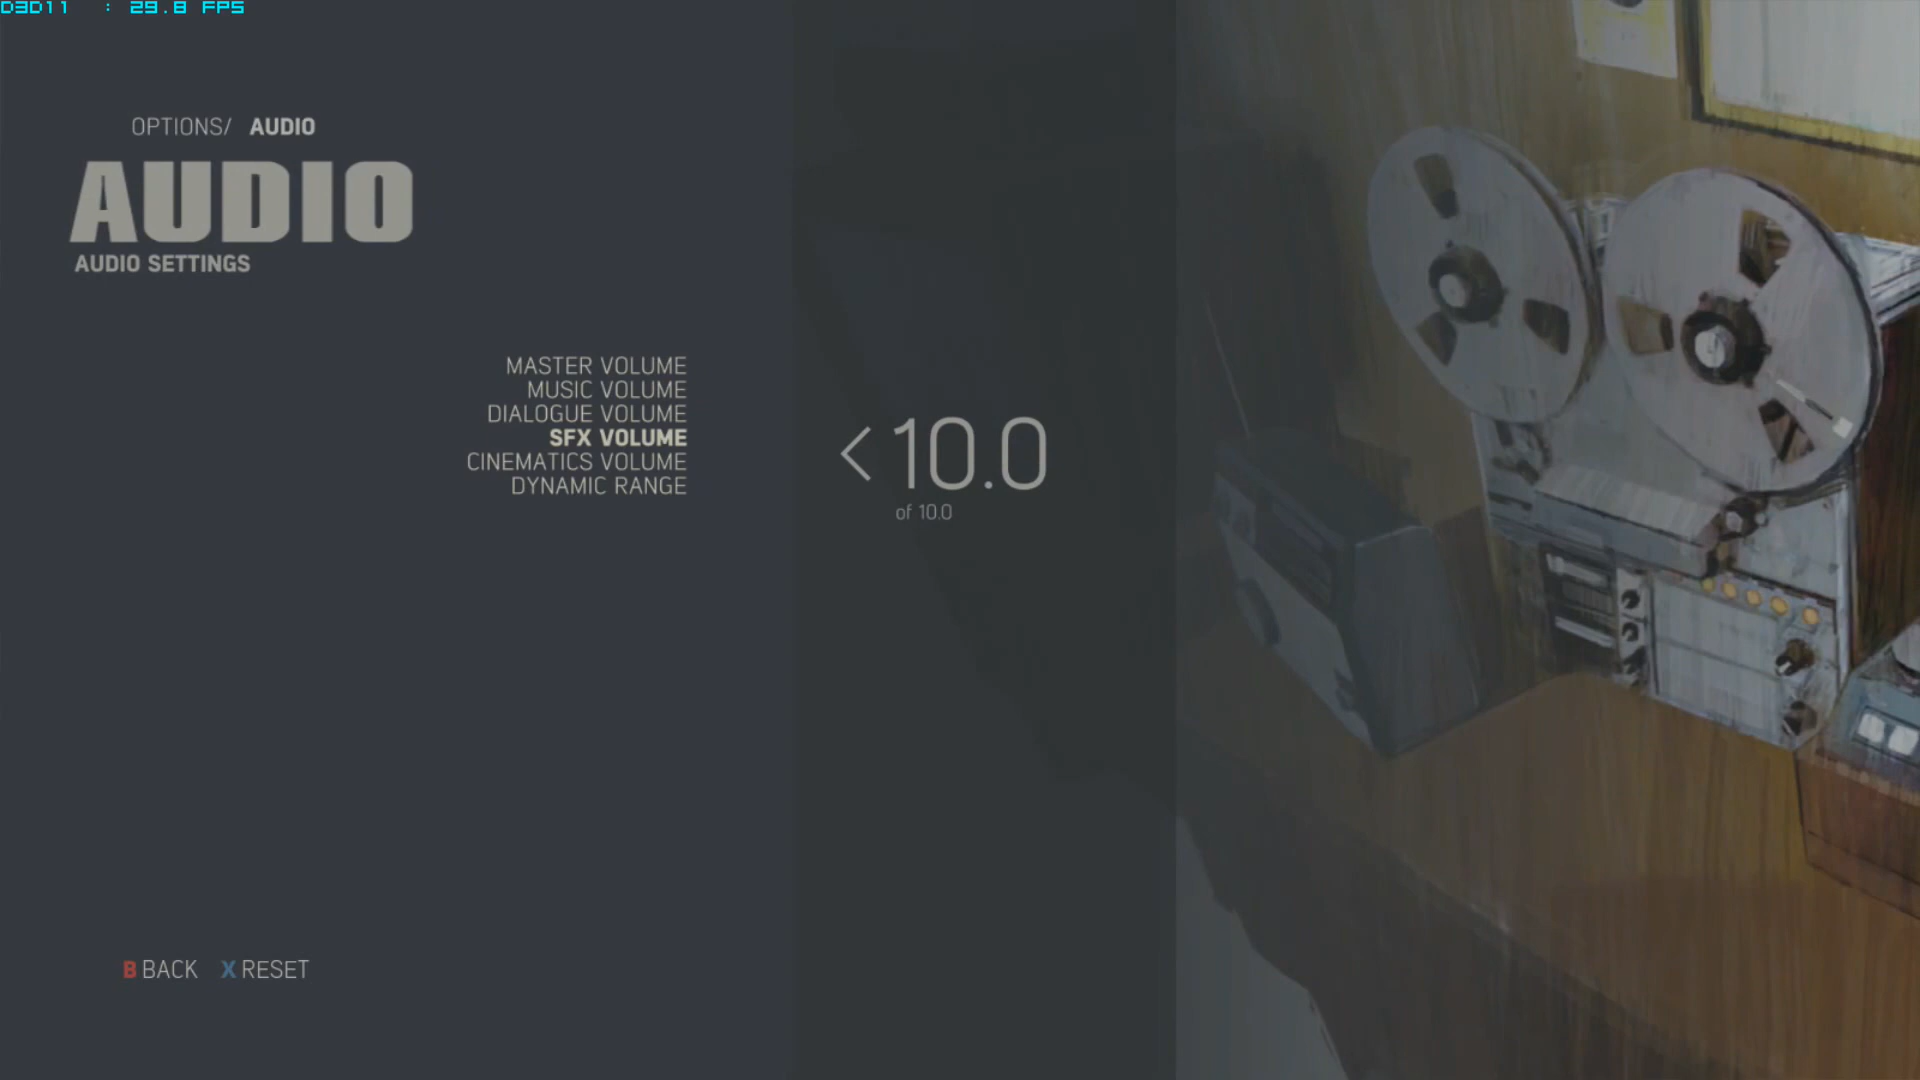 D3D11 : 29.8 FPS
OPTIONS/ AUDIO
AUDIO
AUDIO SETTINGS
MASTER VOLUME
MUSIC VOLUME
DIALOGUE VOLUME
SFX VOLUME
CINEMATICS VOLUME
DYNAMIC RANGE
<10.0
of 10.0
B BACK X RESET